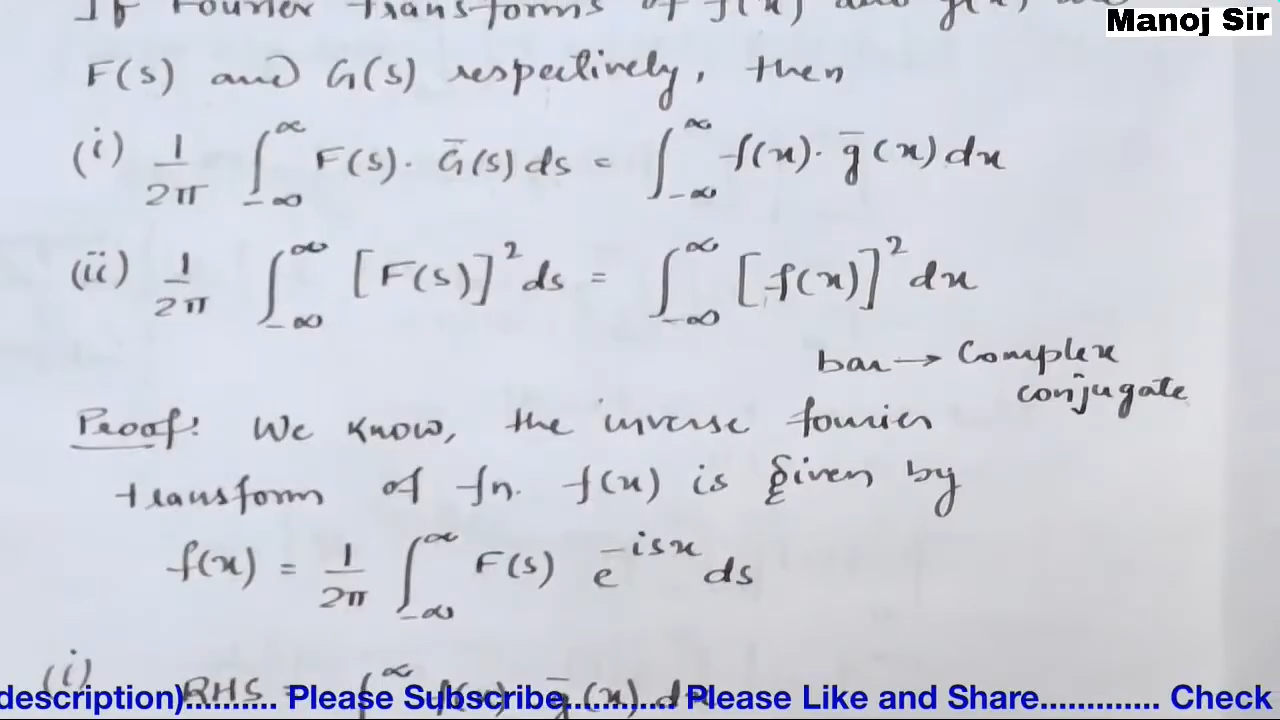 If Fourier transforms of f(x) and g(x) are
Manoj Sir
F(s) and G(s) respectively, then
(i) 1/2π ∫_{-∞}^{∞} F(s). G̅(s) ds = ∫_{-∞}^{∞} f(x). g̅(x) dx
(ii) 1/2π ∫_{-∞}^{∞} [F(s)]² ds = ∫_{-∞}^{∞} [f(x)]² dx
bar → Complex
conjugate
Proof: We know, the inverse fourier
transform of fn. f(x) is given by
f(x) = 1/2π ∫_{-∞}^{∞} F(s) e^{-isx} ds
(i) RHS = ∫^{∞} f(x) g̅(x) dx
description).......... Please Subscribe............ Please Like and Share............. Check